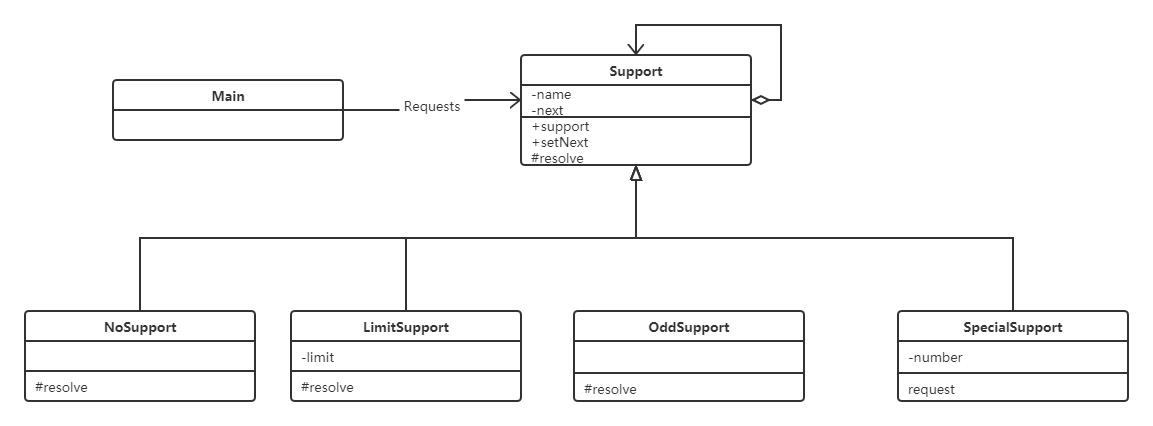 Support
Main
-name
Requests
-next
+support
+setNext
#resolve
NoSupport
LimitSupport
OddSupport
SpecialSupport
-limit
-number
#resolve
#resolve
#resolve
request